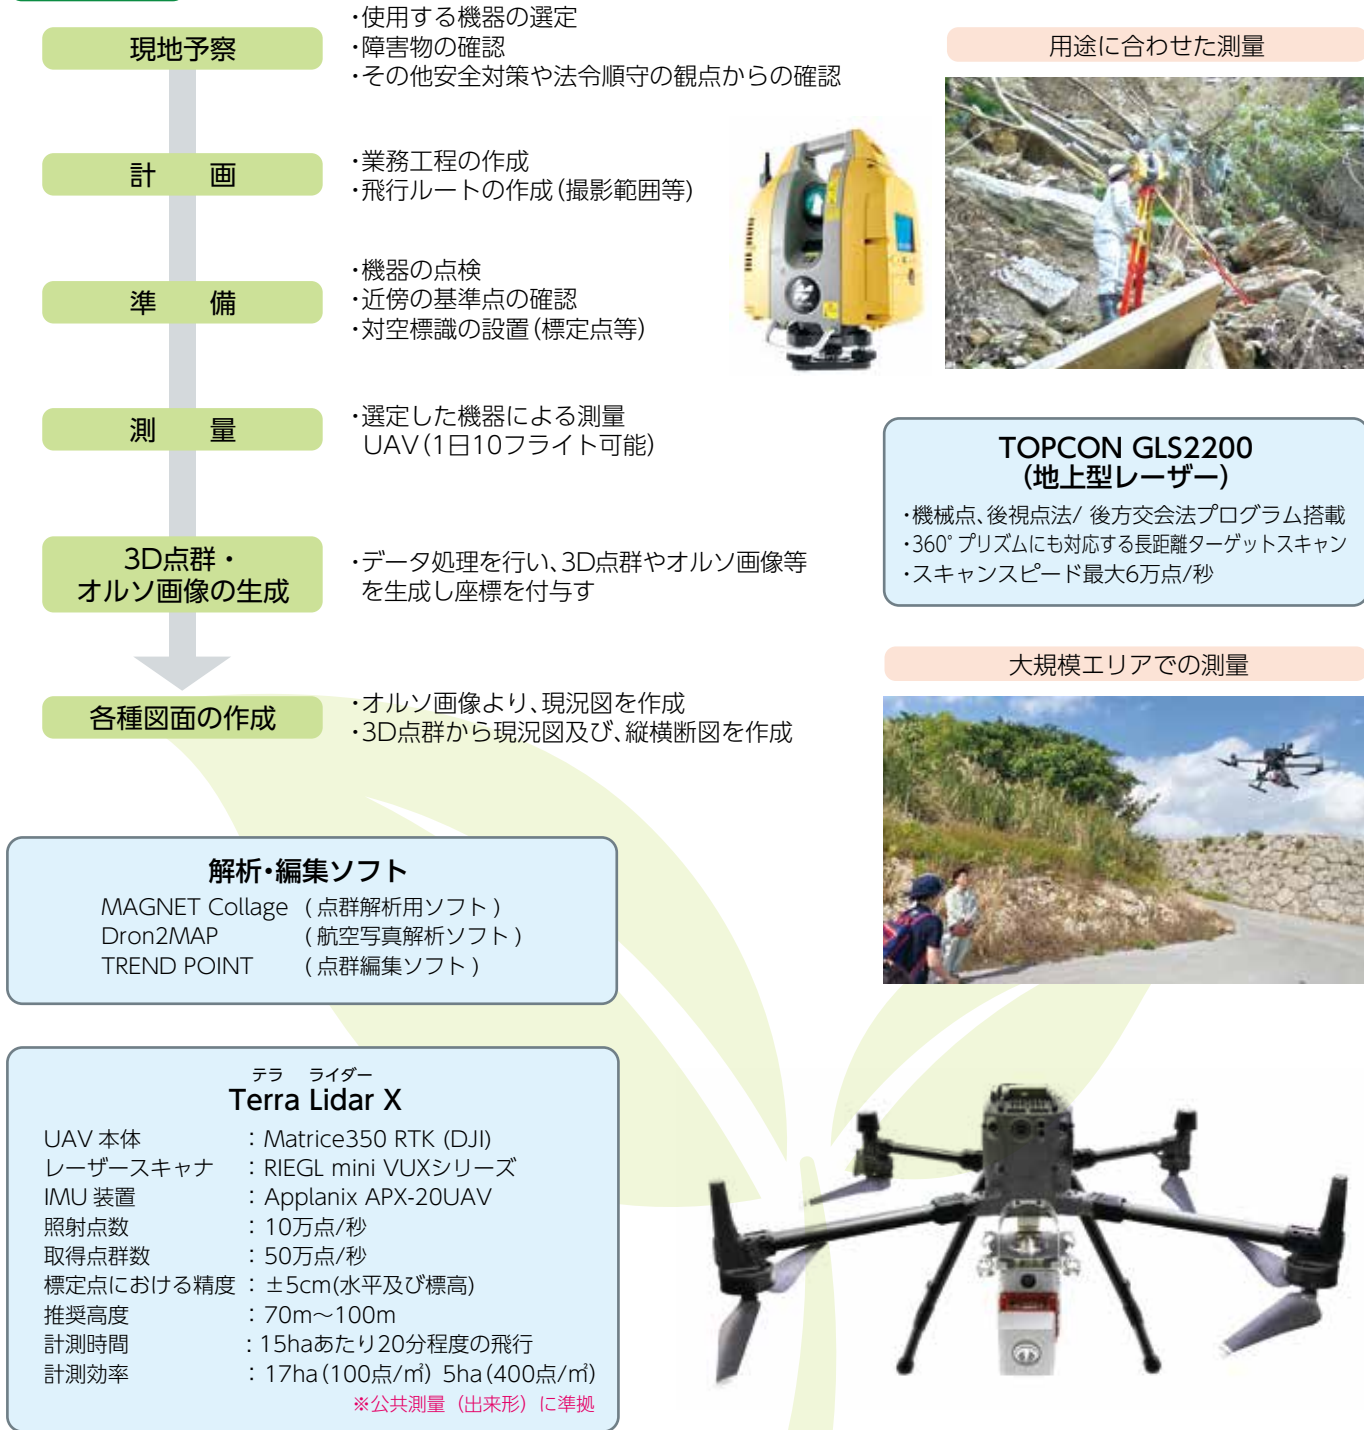 現地予察
・使用する機器の選定
・障害物の確認
・その他安全対策や法令順守の観点からの確認
計　画
・業務工程の作成
・飛行ルートの作成(撮影範囲等)
準　備
・機器の点検
・近傍の基準点の確認
・対空標識の設置(標定点等)
測　量
・選定した機器による測量
UAV(1日10フライト可能)
3D点群・
オルソ画像の生成
・データ処理を行い、3D点群やオルソ画像等
を生成し座標を付与す
各種図面の作成
・オルソ画像より、現況図を作成
・3D点群から現況図及び、縦横断図を作成
用途に合わせた測量
TOPCON GLS2200
(地上型レーザー)
・機械点、後視点法/ 後方交会法プログラム搭載
・360°プリズムにも対応する長距離ターゲットスキャン
・スキャンスピード最大6万点/秒
大規模エリアでの測量
解析・編集ソフト
MAGNET Collage (点群解析用ソフト)
Dron2MAP (航空写真解析ソフト)
TREND POINT (点群編集ソフト)
テラ ライダー
Terra Lidar X
UAV 本体 : Matrice350 RTK (DJI)
レーザースキャナ : RIEGL mini VUXシリーズ
IMU 装置 : Applanix APX-20UAV
照射点数 : 10万点/秒
取得点群数 : 50万点/秒
標定点における精度 : ±5cm(水平及び標高)
推奨高度 : 70m〜100m
計測時間 : 15haあたり20分程度の飛行
計測効率 : 17ha(100点/㎡) 5ha(400点/㎡)
※公共測量（出来形）に準拠